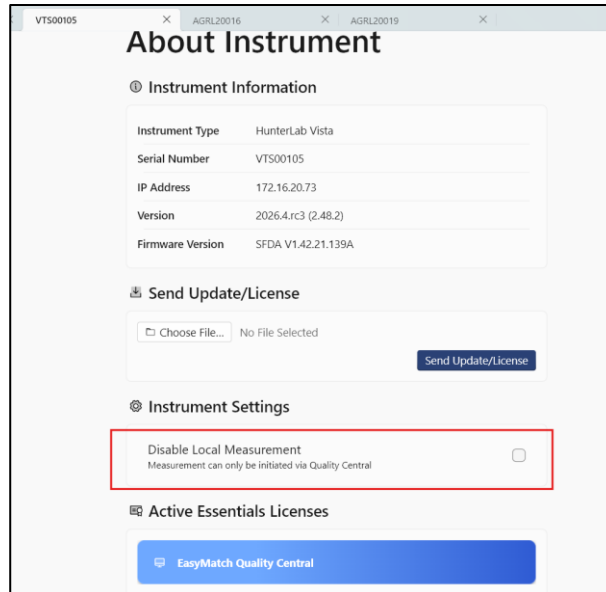 VTS00105 AGRL20016 AGRL20019
About Instrument
Instrument Information
Instrument Type HunterLab Vista
Serial Number VTS00105
IP Address 172.16.20.73
Version 2026.4.rc3 (2.48.2)
Firmware Version SFDA V1.42.21.139A
Send Update/License
Choose File... No File Selected
Send Update/License
Instrument Settings
Disable Local Measurement
Measurement can only be initiated via Quality Central
Active Essentials Licenses
EasyMatch Quality Central